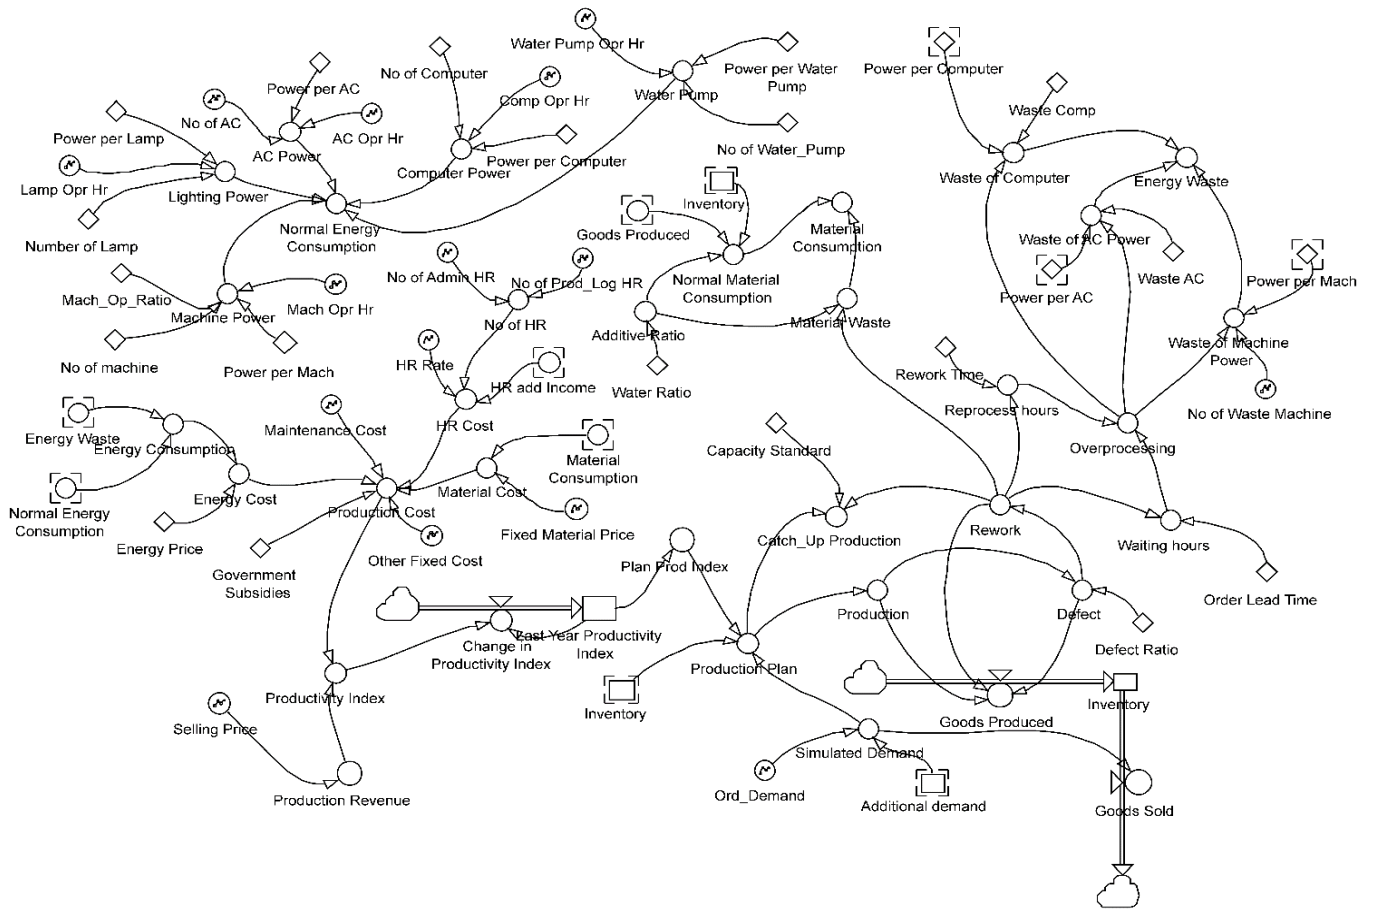 Water Pump Opr Hr
No of Computer
Power per Water
Pump
Power per Computer
Power per AC
Comp Opr Hr
Water Pump
Waste Comp
No of AC
AC Opr Hr
Power per Lamp
AC Power
Power per Computer
No of Water_Pump
Computer Power
Waste of Computer
Energy Waste
Lamp Opr Hr
Lighting Power
Inventory
Number of Lamp
Normal Energy
Consumption
Goods Produced
Material
Consumption
Waste of AC Power
No of Admin HR
No of Prod_Log HR
Normal Material
Consumption
Waste AC
Power per AC
Power per Mach
Mach_Op_Ratio
Machine Power
Mach Opr Hr
No of HR
Additive Ratio
Material Waste
Waste of Machine
Power
No of machine
Power per Mach
HR Rate
HR add Income
Water Ratio
Rework Time
Reprocess hours
No of Waste Machine
Energy Waste
Energy Consumption
Maintenance Cost
HR Cost
Capacity Standard
Overprocessing
Material
Consumption
Energy Cost
Material Cost
Normal Energy
Consumption
Production Cost
Fixed Material Price
Energy Price
Other Fixed Cost
Catch_Up Production
Rework
Waiting hours
Government
Subsidies
Plan Prod Index
Order Lead Time
Production
Defect
Change in
Productivity Index
Last Year Productivity
Index
Defect Ratio
Production Plan
Productivity Index
Inventory
Goods Produced
Inventory
Selling Price
Simulated Demand
Production Revenue
Ord_Demand
Additional demand
Goods Sold